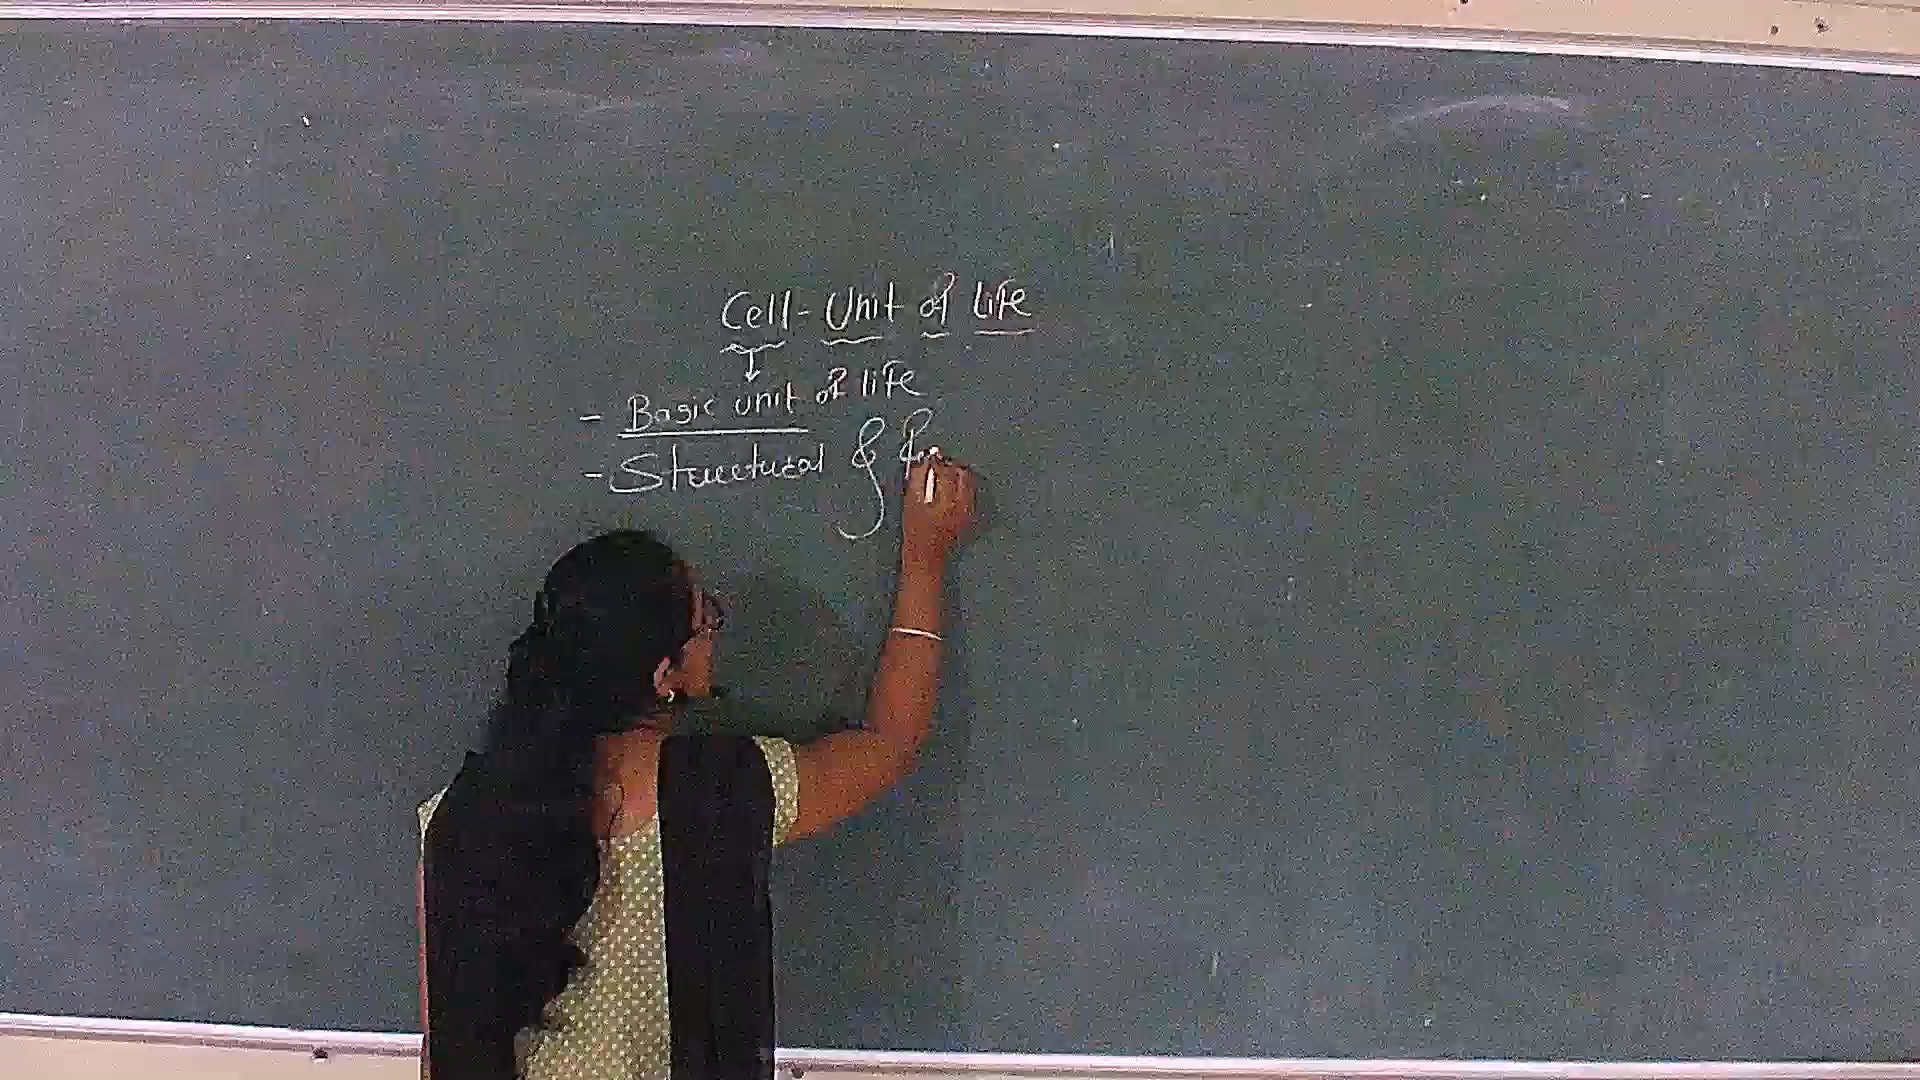 Cell - Unit of Life
- Basic unit of life
- Structural &